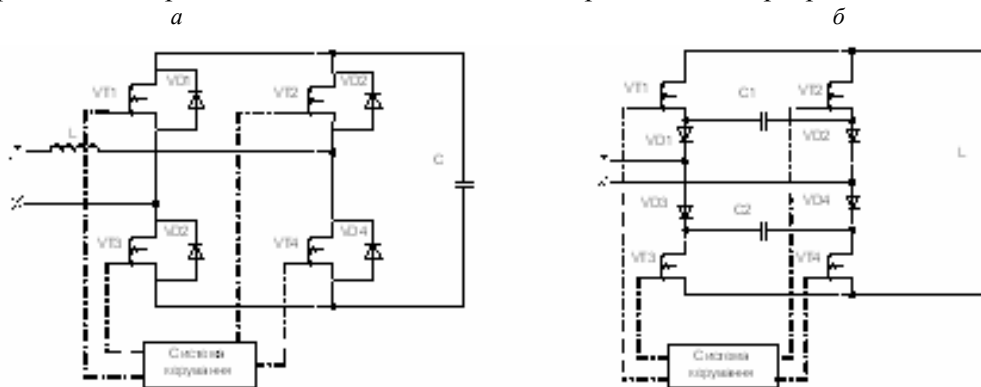 а б
VT1 VD1 VT2 VD2
L
C
VT3 VD2 VT4 VD4
Система
керування
VT1 C1 VT2
VD1 VD2
L
VD3 C2 VD4
VT3 VT4
Система
керування